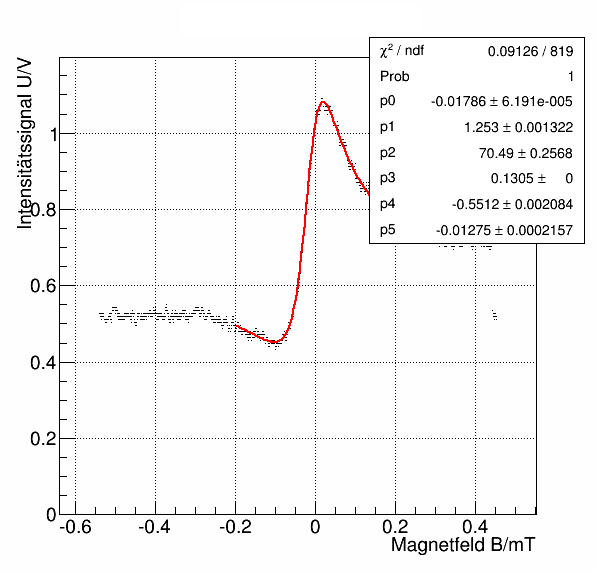 χ² / ndf 0.09126 / 819
Prob 1
p0 -0.01786 ± 6.191e-005
p1 1.253 ± 0.001322
p2 70.49 ± 0.2568
p3 0.1305 ± 0
p4 -0.5512 ± 0.002084
p5 -0.01275 ± 0.0002157
Intensitätssignal U/V
1
0.8
0.6
0.4
0.2
0
-0.6 -0.4 -0.2 0 0.2 0.4
Magnetfeld B/mT